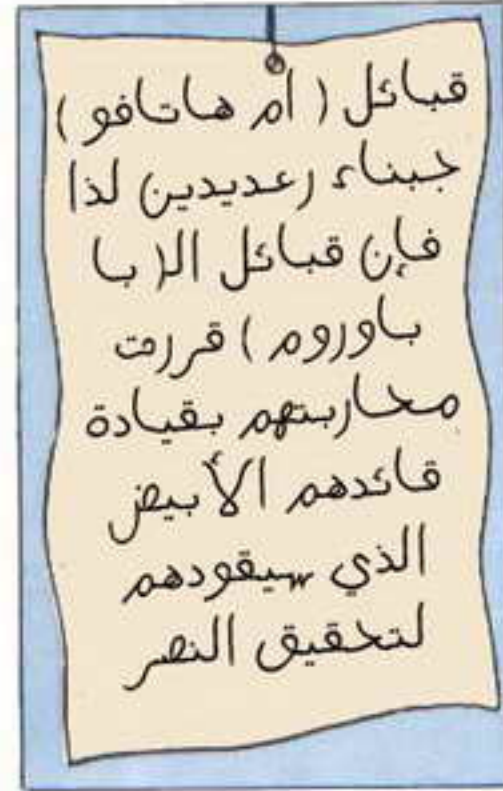 قبائل ( أم هاتافو )
جبناء رعديدين لذا
فإن قبائل ال( با
باوروم ) قررت
محاربتهم بقيادة
قائدهم الأبيض
الذي سيقودهم
لتحقيق النصر